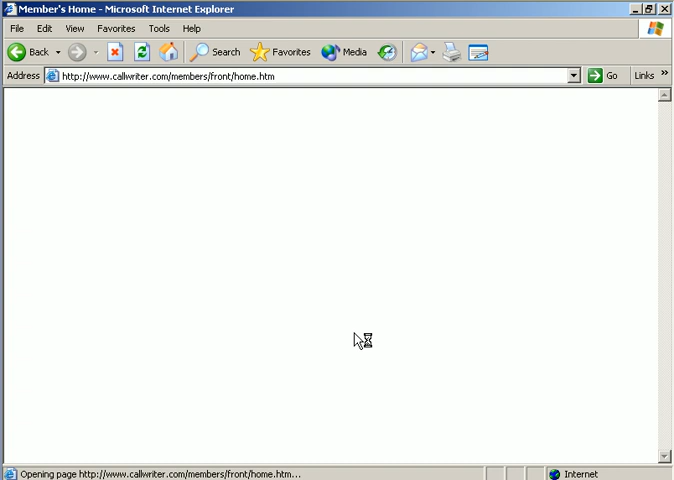 Member's Home - Microsoft Internet Explorer
File Edit View Favorites Tools Help
Back Search Favorites Media
Address http://www.callwriter.com/members/front/home.htm Go Links »
Opening page http://www.callwriter.com/members/front/home.htm... Internet